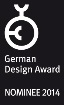 German
Design Award
NOMINEE 2014